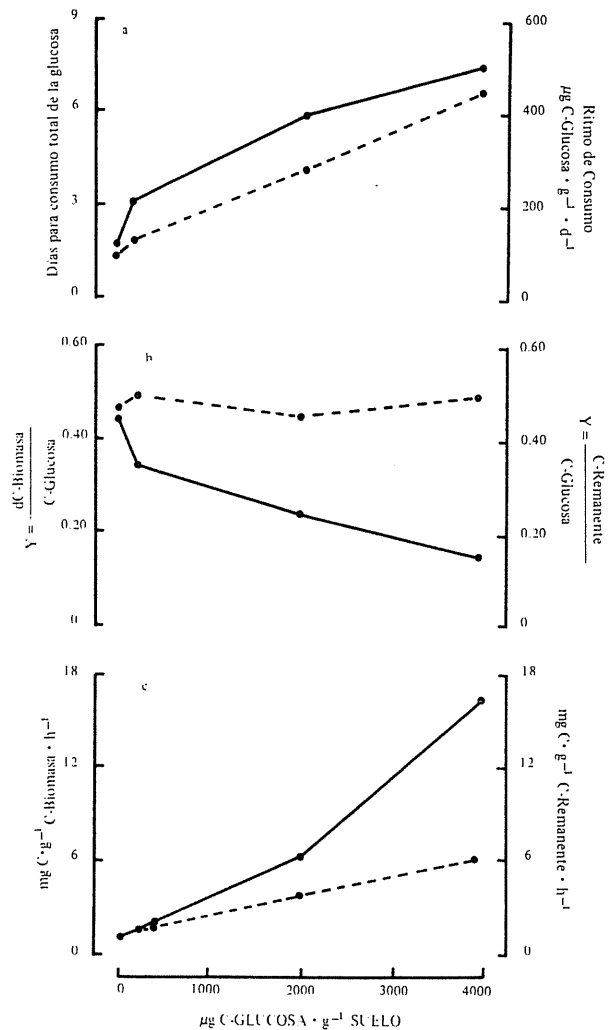 a
9
6
3
0
Días para consumo total de la glucosa
600
400
200
0
Ritmo de Consumo
µg C-Glucosa · g⁻¹ · d⁻¹
b
0.60
0.40
0.20
0
Y = dC-Biomasa
C-Glucosa
0.60
0.40
0.20
0
Y = C-Remanente
C-Glucosa
c
18
12
6
0
mg C·g⁻¹ C-Biomasa · h⁻¹
18
12
6
0
mg C·g⁻¹ C-Remanente · h⁻¹
0 1000 2000 3000 4000
µg C-GLUCOSA · g⁻¹ SUELO